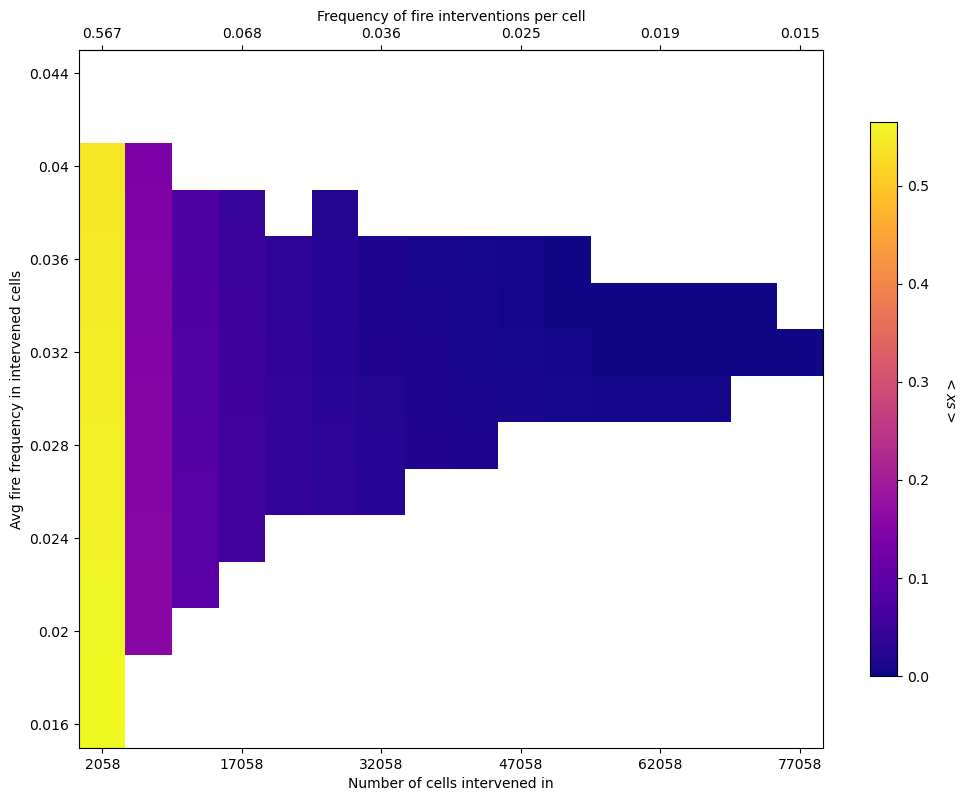 Frequency of fire interventions per cell
0.567 0.068 0.036 0.025 0.019 0.015
0.044
0.04
0.036
0.032
0.028
0.024
0.02
0.016
Avg fire frequency in intervened cells
2058 17058 32058 47058 62058 77058
Number of cells intervened in
0.5
0.4
0.3
0.2
0.1
0.0
< xs >